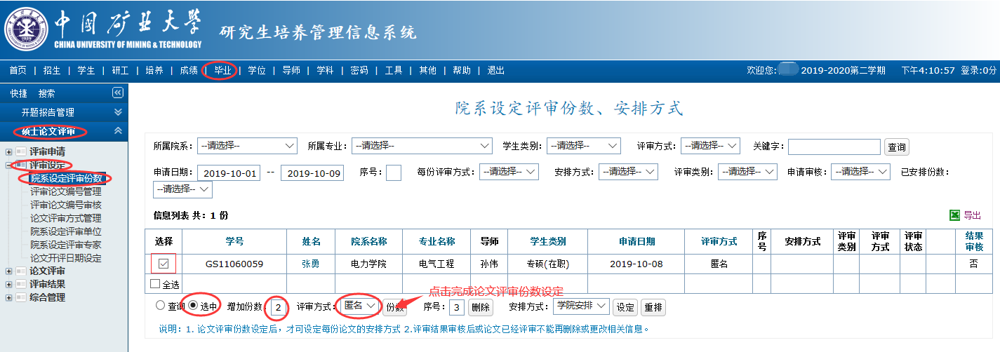 中国矿业大学
CHINA UNIVERSITY OF MINING & TECHNOLOGY
研究生培养管理信息系统
首页 | 招生 | 学生 | 研工 | 培养 | 成绩 | 毕业 | 学位 | 导师 | 学科 | 密码 | 工具 | 其他 | 帮助 | 退出
欢迎您: 2019-2020第二学期 下午4:10:57 登录:0分
快捷 搜索
开题报告管理
硕士论文评审
评审申请
评审设定
院系设定评审份数
评审论文编号管理
评审论文编号审核
论文评审方式管理
院系设定评审单位
院系设定评审专家
论文开评日期设定
论文评审
评审结果
综合管理
院系设定评审份数、安排方式
所属院系: --请选择-- 所属专业: --请选择-- 学生类别: --请选择-- 评审方式: --请选择-- 关键字: 查询
申请日期: 2019-10-01 -- 2019-10-09 序号: 每份评审方式: --请选择-- 安排方式: --请选择-- 评审类别: --请选择-- 申请审核: --请选择-- 已安排份数:
--请选择--
信息列表 共: 1 份
导出
选择 学号 姓名 院系名称 专业名称 导师 学生类别 申请日期 评审方式 序号 安排方式 评审类别 评审方式 评审状态 结果审核
GS11060059 张勇 电力学院 电气工程 孙伟 专硕(在职) 2019-10-08 匿名 否
全选
点击完成论文评审份数设定
查询 选中 增加份数: 2 评审方式: 匿名 份数 序号: 3 删除 安排方式: 学院安排 设定 重排
说明: 1. 论文评审份数设定后，才可设定每份论文的安排方式 2.评审结果审核后或论文已经评审不能再删除或更改相关信息。